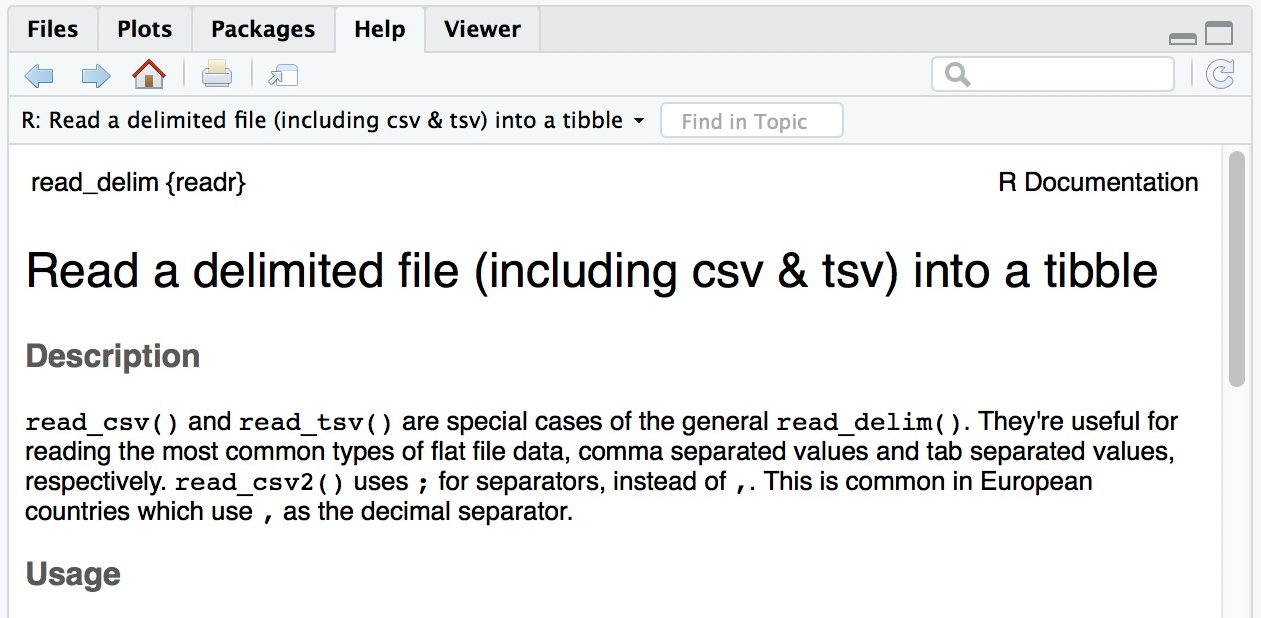 Files Plots Packages Help Viewer
R: Read a delimited file (including csv & tsv) into a tibble Find in Topic
read_delim {readr} R Documentation
Read a delimited file (including csv & tsv) into a tibble
Description
read_csv() and read_tsv() are special cases of the general read_delim(). They're useful for
reading the most common types of flat file data, comma separated values and tab separated values,
respectively. read_csv2() uses ; for separators, instead of ,. This is common in European
countries which use , as the decimal separator.
Usage